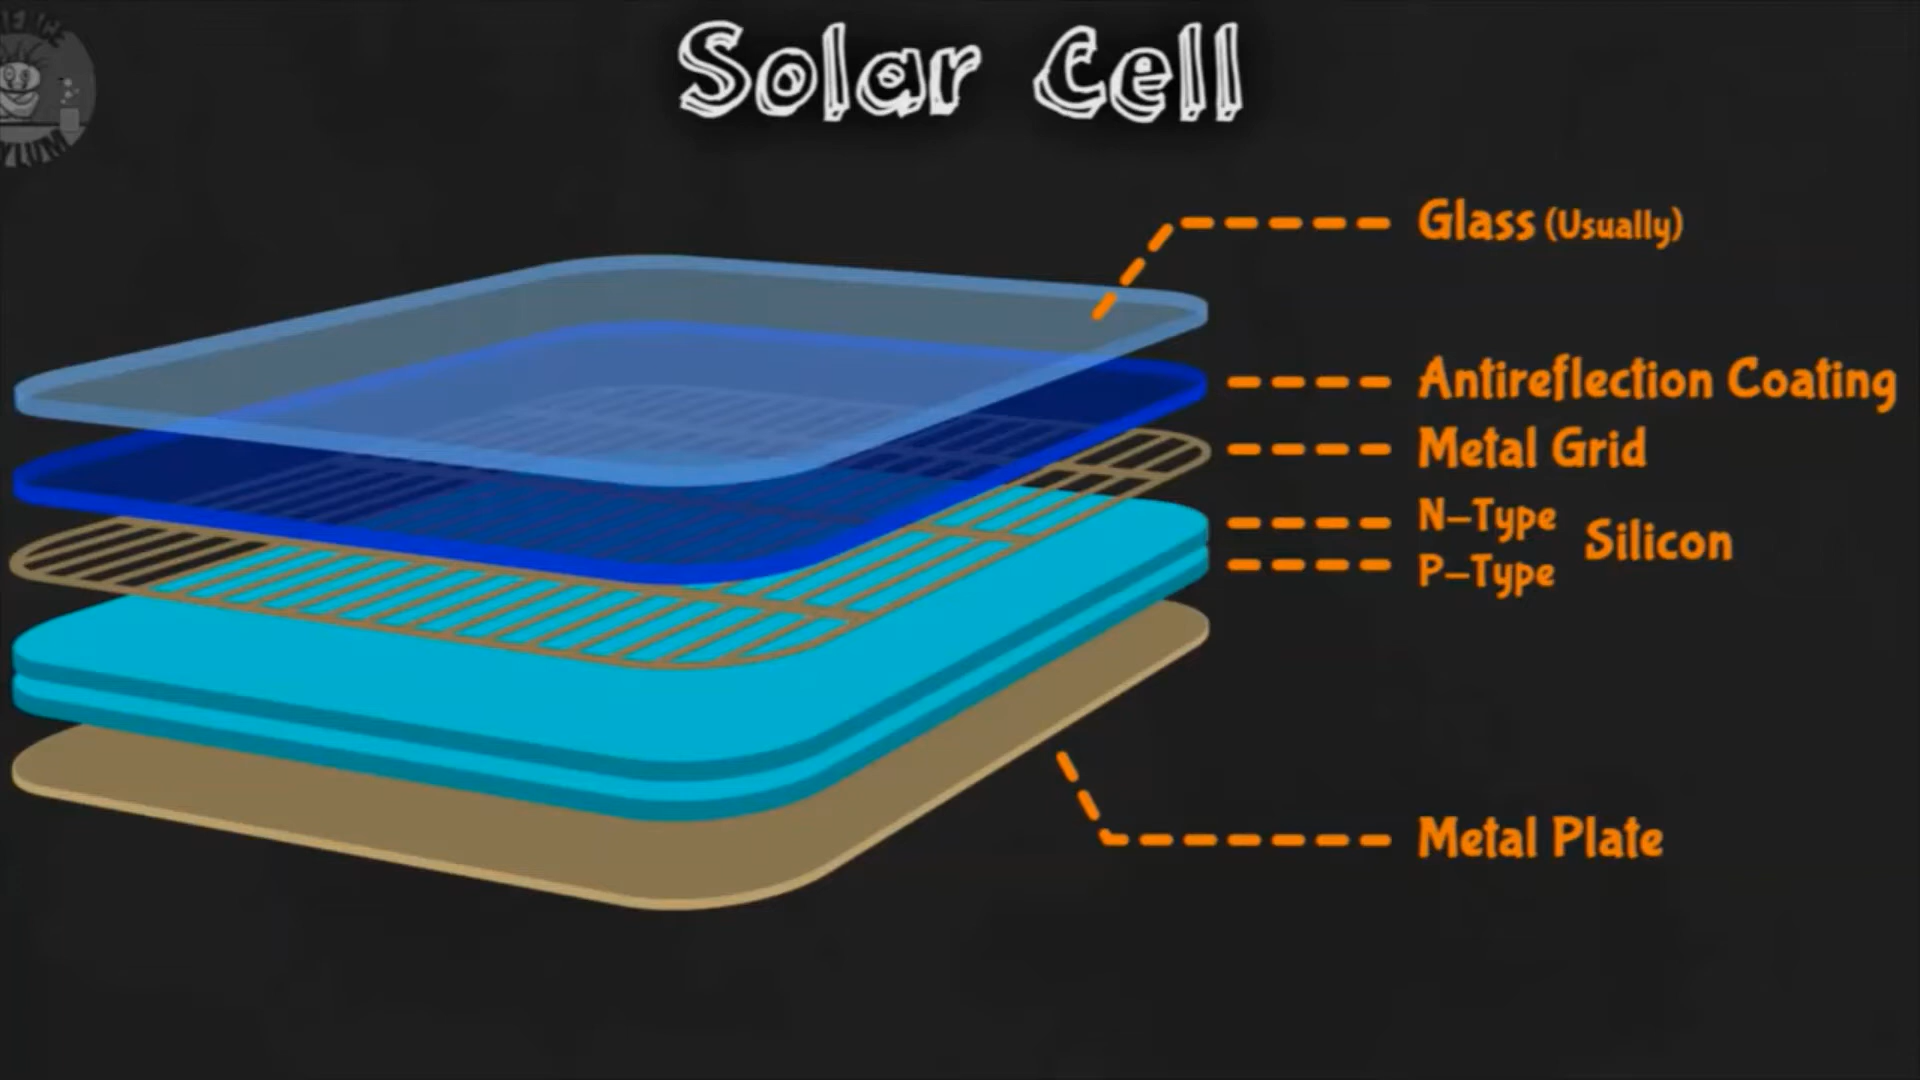 Solar Cell
Glass (Usually)
Antireflection Coating
Metal Grid
N-Type
Silicon
P-Type
Metal Plate